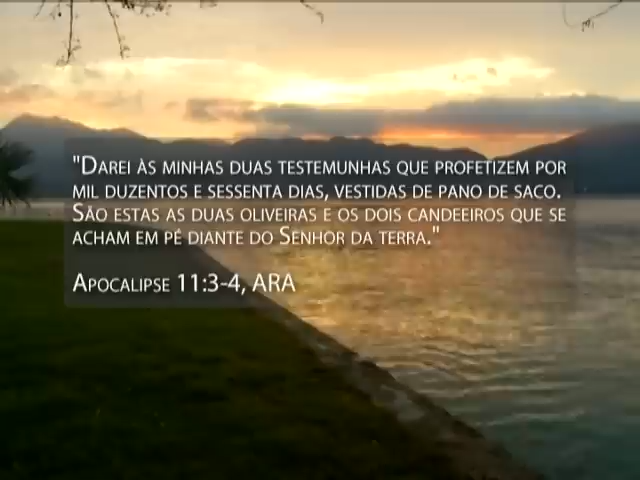 "Darei às minhas duas testemunhas que profetizem por
mil duzentos e sessenta dias, vestidas de pano de saco.
São estas as duas oliveiras e os dois candeeiros que se
acham em pé diante do Senhor da terra."
Apocalipse 11:3-4, ARA